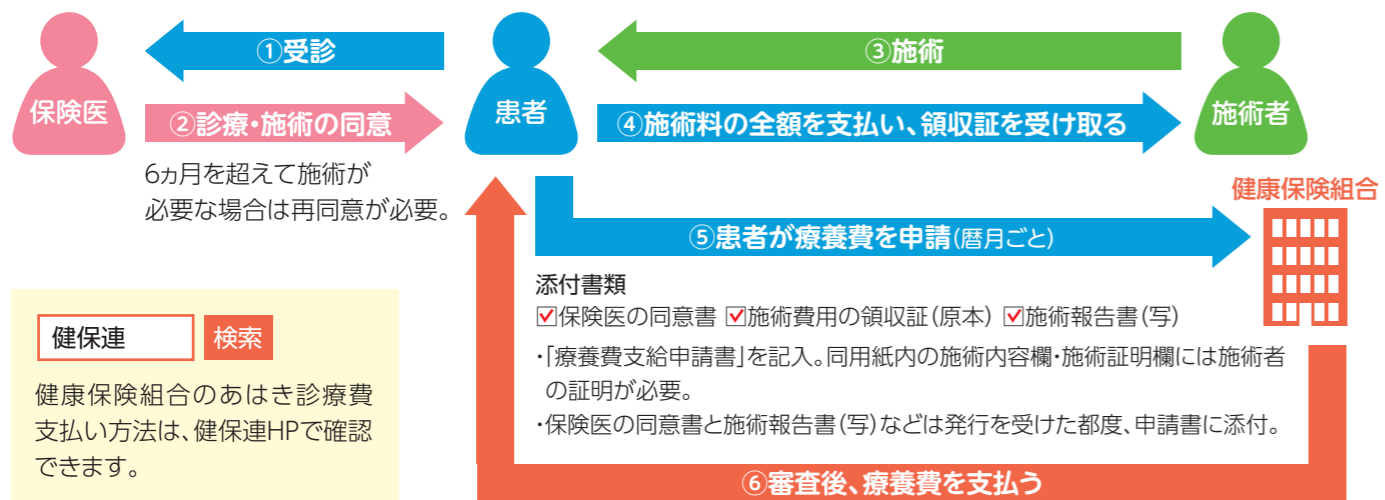 ①受診
③施術
保険医
患者
施術者
②診療・施術の同意
④施術料の全額を支払い、領収証を受け取る
6ヵ月を超えて施術が
必要な場合は再同意が必要。
健康保険組合
⑤患者が療養費を申請(暦月ごと)
添付書類
☑保険医の同意書 ☑施術費用の領収証(原本) ☑施術報告書(写)
・「療養費支給申請書」を記入。同用紙内の施術内容欄・施術証明欄には施術者
の証明が必要。
・保険医の同意書と施術報告書(写)などは発行を受けた都度、申請書に添付。
⑥審査後、療養費を支払う
健保連 検索
健康保険組合のあはき診療費
支払い方法は、健保連HPで確認
できます。